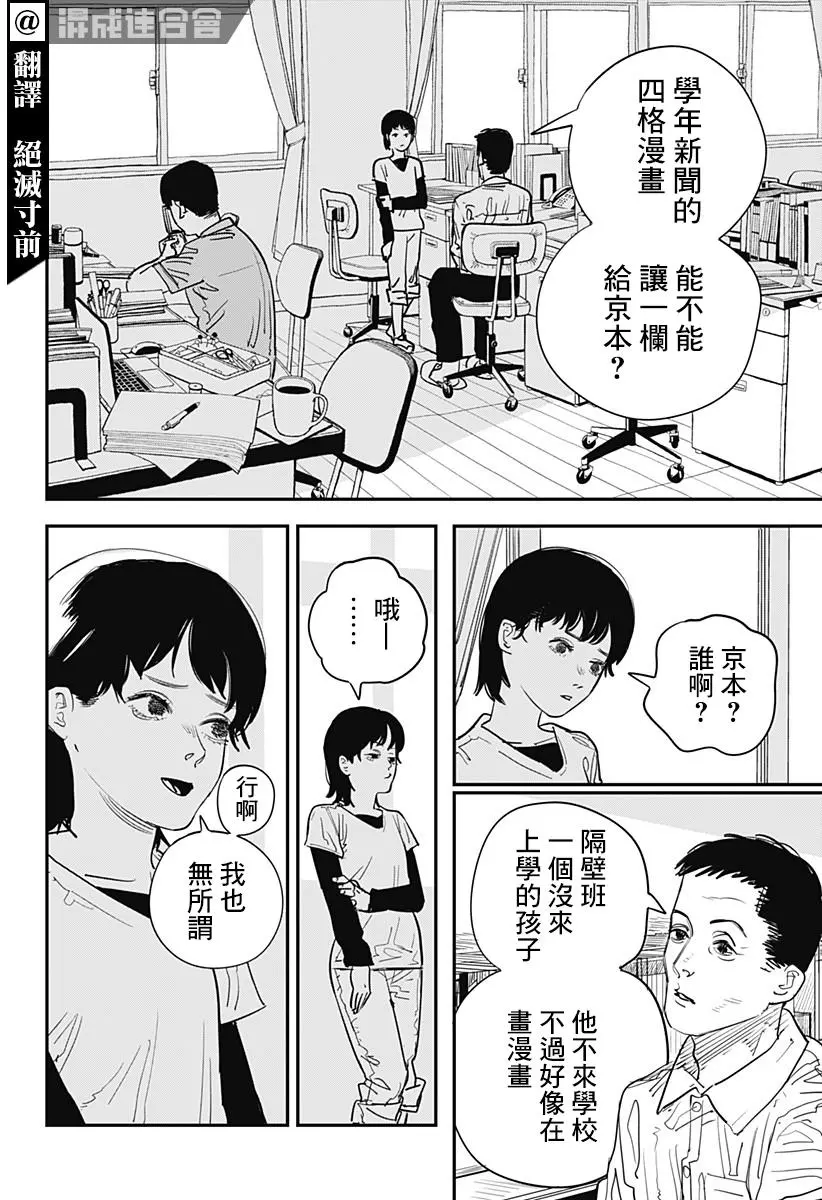 @翻譯 絕滅寸前
混成連合會
學年新聞的
四格漫畫
能不能
讓一欄
給京本？
京本？
誰啊？
隔壁班
一個沒來
上學的孩子
他不來學校
不過好像在
畫漫畫
哦—
……
行啊
我也
無所謂